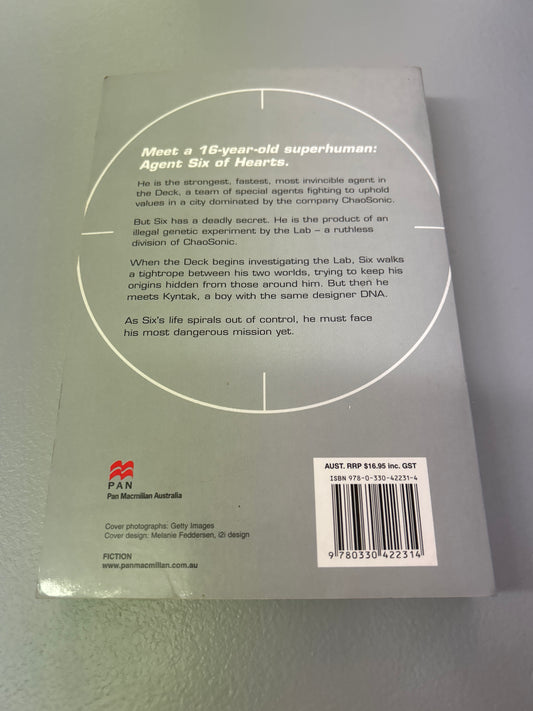 Meet a 16-year-old superhuman:
Agent Six of Hearts.
He is the strongest, fastest, most invincible agent in
the Deck, a team of special agents fighting to uphold
values in a city dominated by the company ChaoSonic.
But Six has a deadly secret. He is the product of an
illegal genetic experiment by the Lab – a ruthless
division of ChaoSonic.
When the Deck begins investigating the Lab, Six walks
a tightrope between his two worlds, trying to keep his
origins hidden from those around him. But then he
meets Kyntak, a boy with the same designer DNA.
As Six's life spirals out of control, he must face
his most dangerous mission yet.
PAN
Pan Macmillan Australia
Cover photographs: Getty Images
Cover design: Melanie Feddersen, i2i design
FICTION
www.panmacmillan.com.au
AUST. RRP $16.95 inc. GST
ISBN 978-0-330-42231-4
9 780330 422314